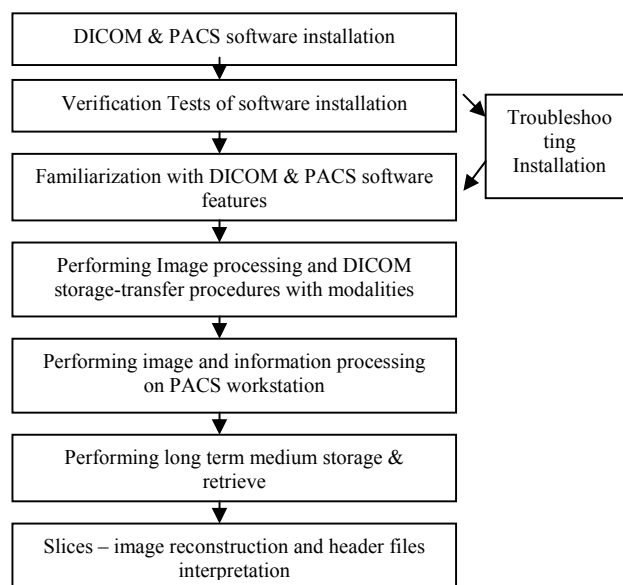 DICOM & PACS software installation
Verification Tests of software installation
Troubleshoo
ting
Installation
Familiarization with DICOM & PACS software
features
Performing Image processing and DICOM
storage-transfer procedures with modalities
Performing image and information processing
on PACS workstation
Performing long term medium storage &
retrieve
Slices – image reconstruction and header files
interpretation